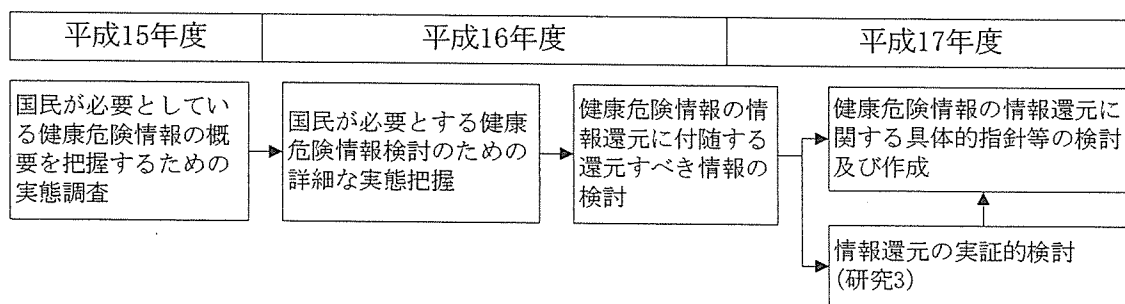 平成15年度
平成16年度
平成17年度
国民が必要としてい
る健康危険情報の概
要を把握するための
実態調査
国民が必要とする健康
危険情報検討のための
詳細な実態把握
健康危険情報の情
報還元に付随する
還元すべき情報の
検討
健康危険情報の情報還元に
関する具体的指針等の検討
及び作成
情報還元の実証的検討
(研究3)